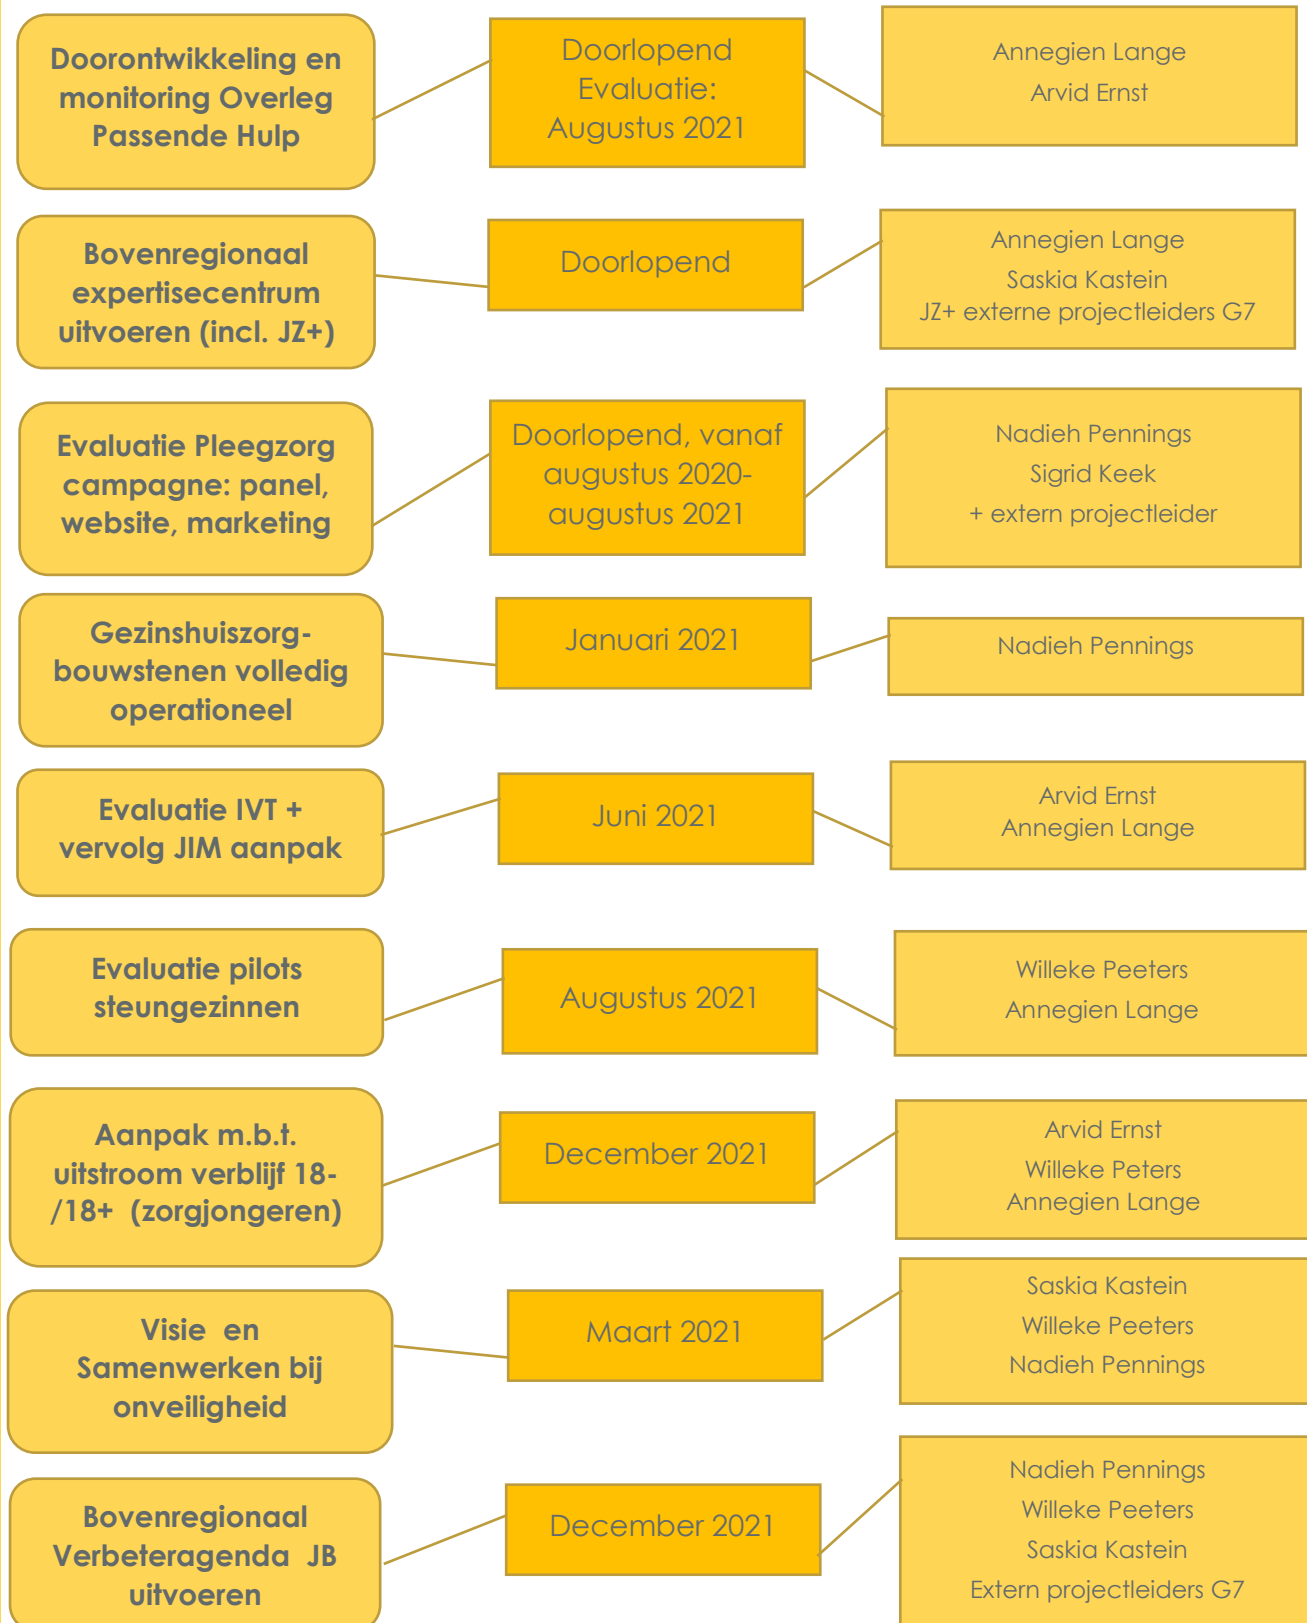 Doorontwikkeling en
monitoring Overleg
Passende Hulp
Doorlopend
Evaluatie:
Augustus 2021
Annegien Lange
Arvid Ernst
Bovenregionaal
expertisecentrum
uitvoeren (incl. JZ+)
Doorlopend
Annegien Lange
Saskia Kastein
JZ+ externe projectleiders G7
Evaluatie Pleegzorg
campagne: panel,
website, marketing
Doorlopend, vanaf
augustus 2020-
augustus 2021
Nadieh Pennings
Sigrid Keek
+ extern projectleider
Gezinshuiszorg-
bouwstenen volledig
operationeel
Januari 2021
Nadieh Pennings
Evaluatie IVT +
vervolg JIM aanpak
Juni 2021
Arvid Ernst
Annegien Lange
Evaluatie pilots
steungezinnen
Augustus 2021
Willeke Peeters
Annegien Lange
Aanpak m.b.t.
uitstroom verblijf 18-
/18+ (zorgjongeren)
December 2021
Arvid Ernst
Willeke Peters
Annegien Lange
Visie en
Samenwerken bij
onveiligheid
Maart 2021
Saskia Kastein
Willeke Peeters
Nadieh Pennings
Bovenregionaal
Verbeteragenda JB
uitvoeren
December 2021
Nadieh Pennings
Willeke Peeters
Saskia Kastein
Extern projectleiders G7